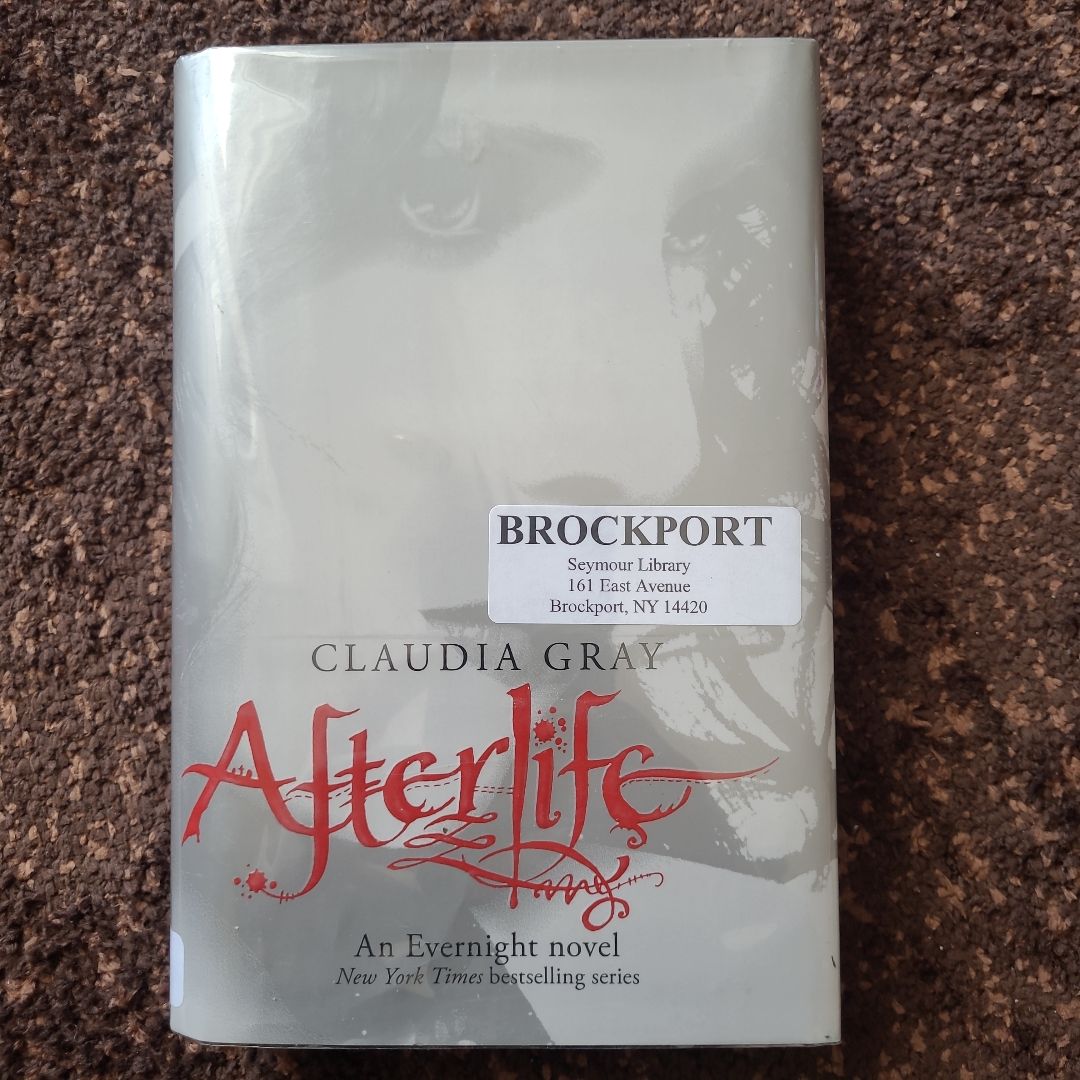 BROCKPORT
Seymour Library
161 East Avenue
Brockport, NY 14420
CLAUDIA GRAY
Afterlife
An Evernight novel
New York Times bestselling series